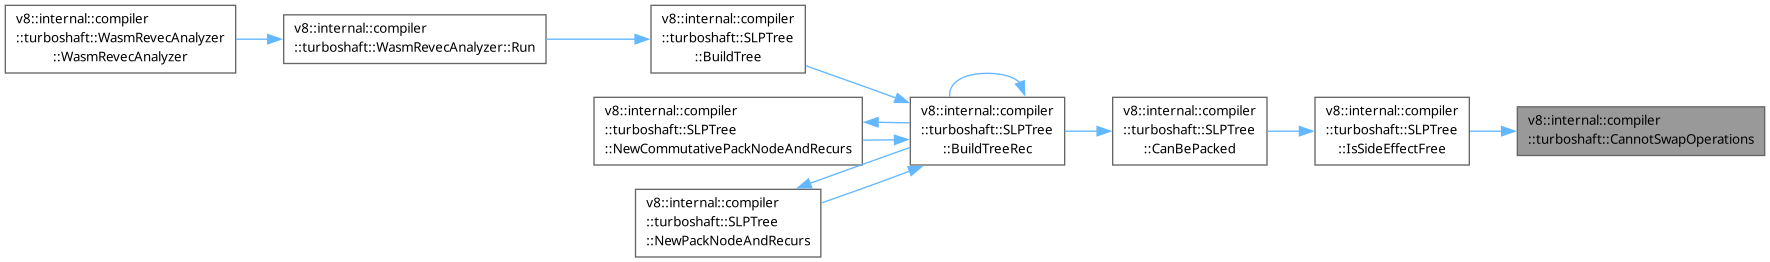 v8::internal::compiler
::turboshaft::WasmRevecAnalyzer
::WasmRevecAnalyzer
v8::internal::compiler
::turboshaft::WasmRevecAnalyzer::Run
v8::internal::compiler
::turboshaft::SLPTree
::BuildTree
v8::internal::compiler
::turboshaft::SLPTree
::NewCommutativePackNodeAndRecurs
v8::internal::compiler
::turboshaft::SLPTree
::NewPackNodeAndRecurs
v8::internal::compiler
::turboshaft::SLPTree
::BuildTreeRec
v8::internal::compiler
::turboshaft::SLPTree
::CanBePacked
v8::internal::compiler
::turboshaft::SLPTree
::IsSideEffectFree
v8::internal::compiler
::turboshaft::CannotSwapOperations